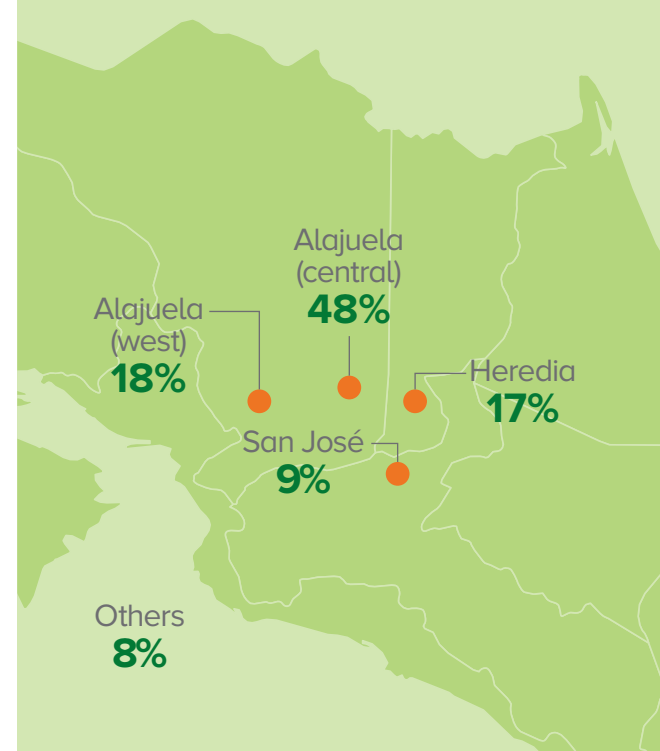 Alajuela
(central)
48%
Alajuela
(west)
18%
Heredia
17%
San José
9%
Others
8%